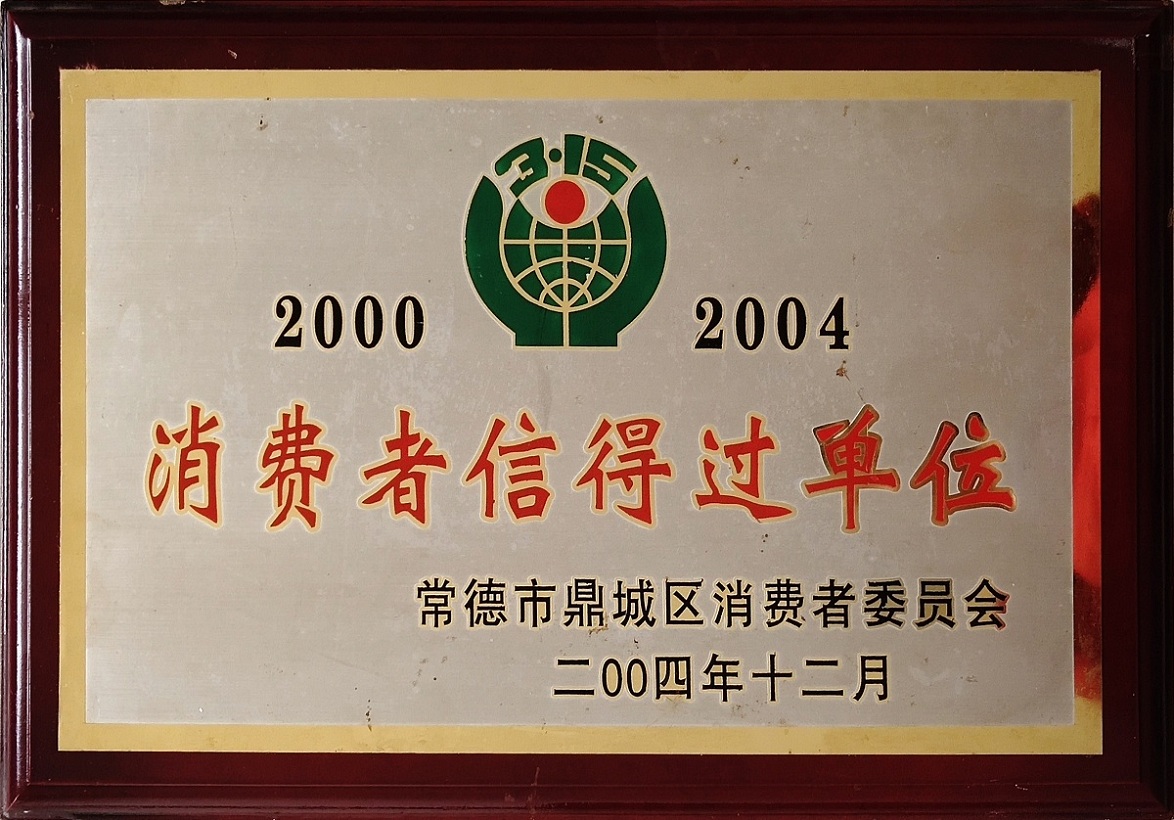 3·15
2000 2004
消费者信得过单位
常德市鼎城区消费者委员会
二00四年十二月